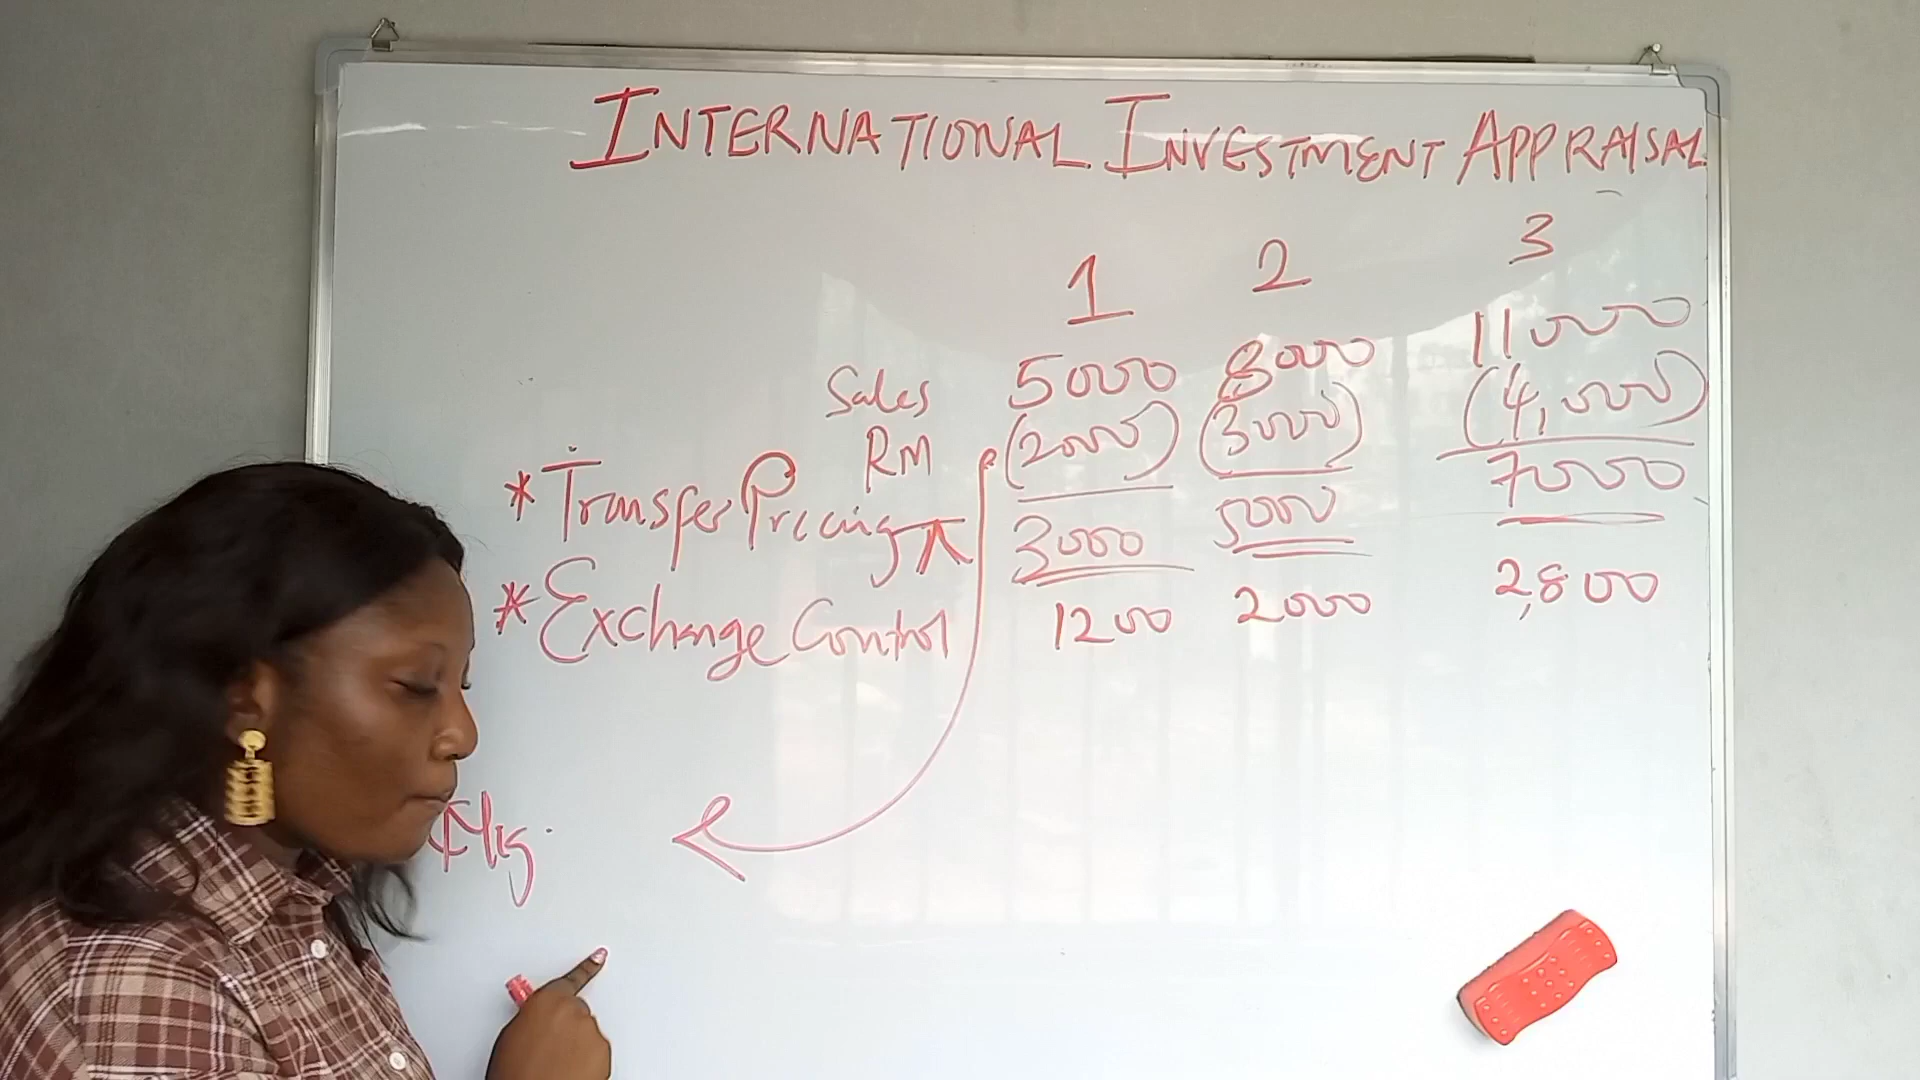 INTERNATIONAL INVESTMENT APPRAISAL
1 2 3
Sales 5000 8000 11000
RM (2000) (3000) (4,000)
* Transfer Pricing 3000 5000 7000
* Exchange Control 1200 2000 2,800